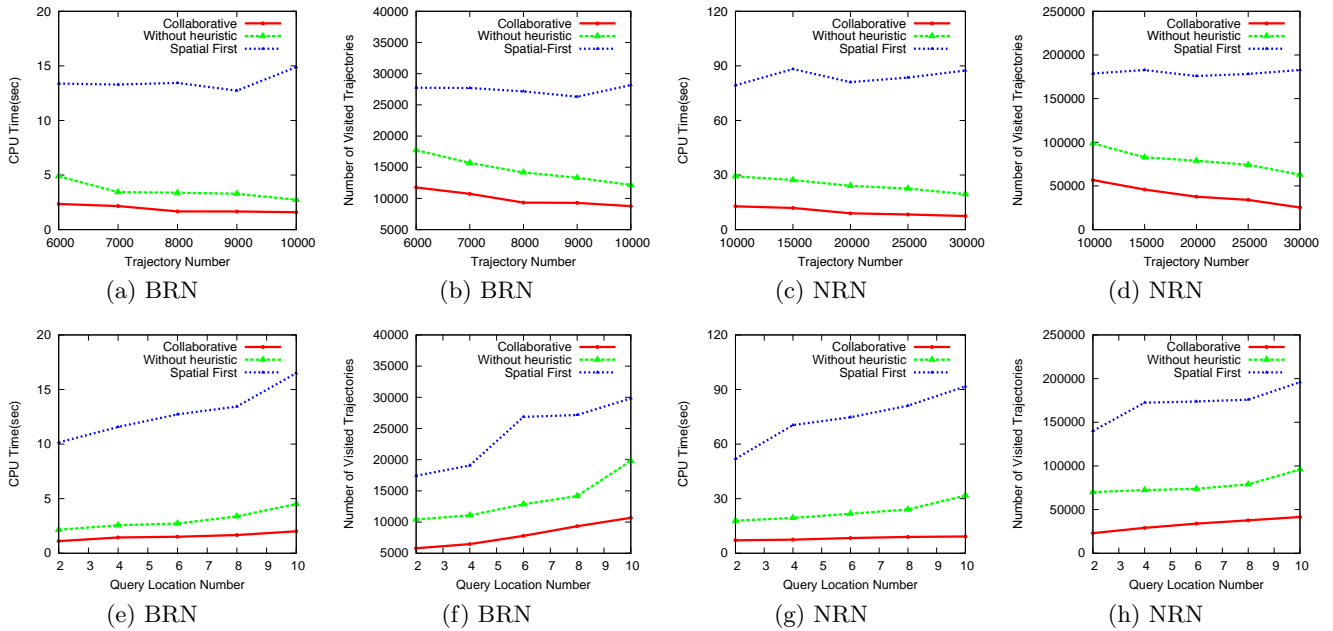 20
15
10
5
0
6000 7000 8000 9000 10000
CPU Time(sec)
Trajectory Number
Collaborative
Without heuristic
Spatial First
(a) BRN
40000
35000
30000
25000
20000
15000
10000
5000
6000 7000 8000 9000 10000
Number of Visited Trajectories
Trajectory Number
Collaborative
Without heuristic
Spatial-First
(b) BRN
120
90
60
30
0
10000 15000 20000 25000 30000
CPU Time(sec)
Trajectory Number
Collaborative
Without heuristic
Spatial First
(c) NRN
250000
200000
150000
100000
50000
0
10000 15000 20000 25000 30000
Number of Visited Trajectories
Trajectory Number
Collaborative
Without heuristic
Spatial First
(d) NRN
20
15
10
5
0
2 3 4 5 6 7 8 9 10
CPU Time(sec)
Query Location Number
Collaborative
Without heuristic
Spatial First
(e) BRN
40000
35000
30000
25000
20000
15000
10000
5000
2 3 4 5 6 7 8 9 10
Number of Visited Trajectories
Query Location Number
Collaborative
Without heuristic
Spatial First
(f) BRN
120
90
60
30
0
2 3 4 5 6 7 8 9 10
CPU Time(sec)
Query Location Number
Collaborative
Without heuristic
Spatial First
(g) NRN
250000
200000
150000
100000
50000
0
2 3 4 5 6 7 8 9 10
Number of Visited Trajectories
Query Location Number
Collaborative
Without heuristic
Spatial First
(h) NRN